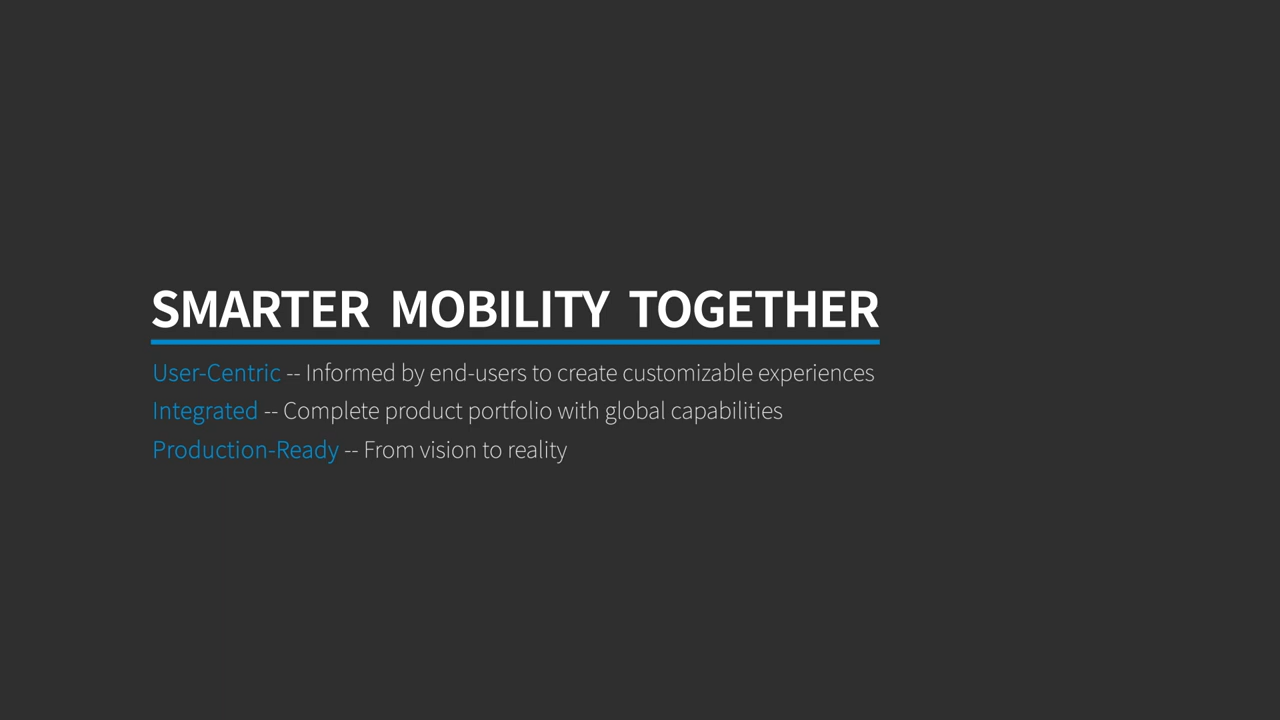 SMARTER MOBILITY TOGETHER
User-Centric -- Informed by end-users to create customizable experiences
Integrated -- Complete product portfolio with global capabilities
Production-Ready -- From vision to reality